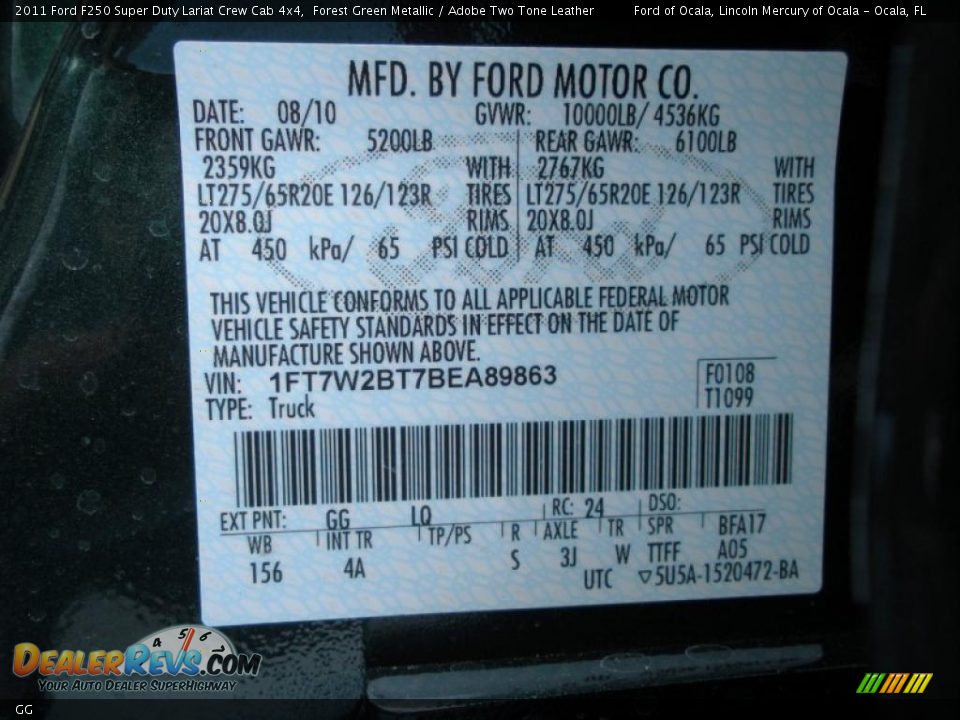 2011 Ford F250 Super Duty Lariat Crew Cab 4x4, Forest Green Metallic / Adobe Two Tone Leather Ford of Ocala, Lincoln Mercury of Ocala - Ocala, FL
MFD. BY FORD MOTOR CO.
DATE: 08/10 GVWR: 10000LB/ 4536KG
FRONT GAWR: 5200LB REAR GAWR: 6100LB
2359KG WITH 2767KG WITH
LT275/65R20E 126/123R TIRES LT275/65R20E 126/123R TIRES
20X8.0J RIMS 20X8.0J RIMS
AT 450 kPa/ 65 PSI COLD AT 450 kPa/ 65 PSI COLD
THIS VEHICLE CONFORMS TO ALL APPLICABLE FEDERAL MOTOR
VEHICLE SAFETY STANDARDS IN EFFECT ON THE DATE OF
MANUFACTURE SHOWN ABOVE.
VIN: 1FT7W2BT7BEA89863 F0108
TYPE: Truck T1099
EXT PNT: GG LQ RC: 24 DSO:
WB INT TR TP/PS R AXLE TR SPR BFA17
156 4A S 3J W TTFF A05
UTC ▽5U5A-1520472-BA
4 5 6
DEALERREVS.COM
YOUR AUTO DEALER SUPERHIGHWAY
GG